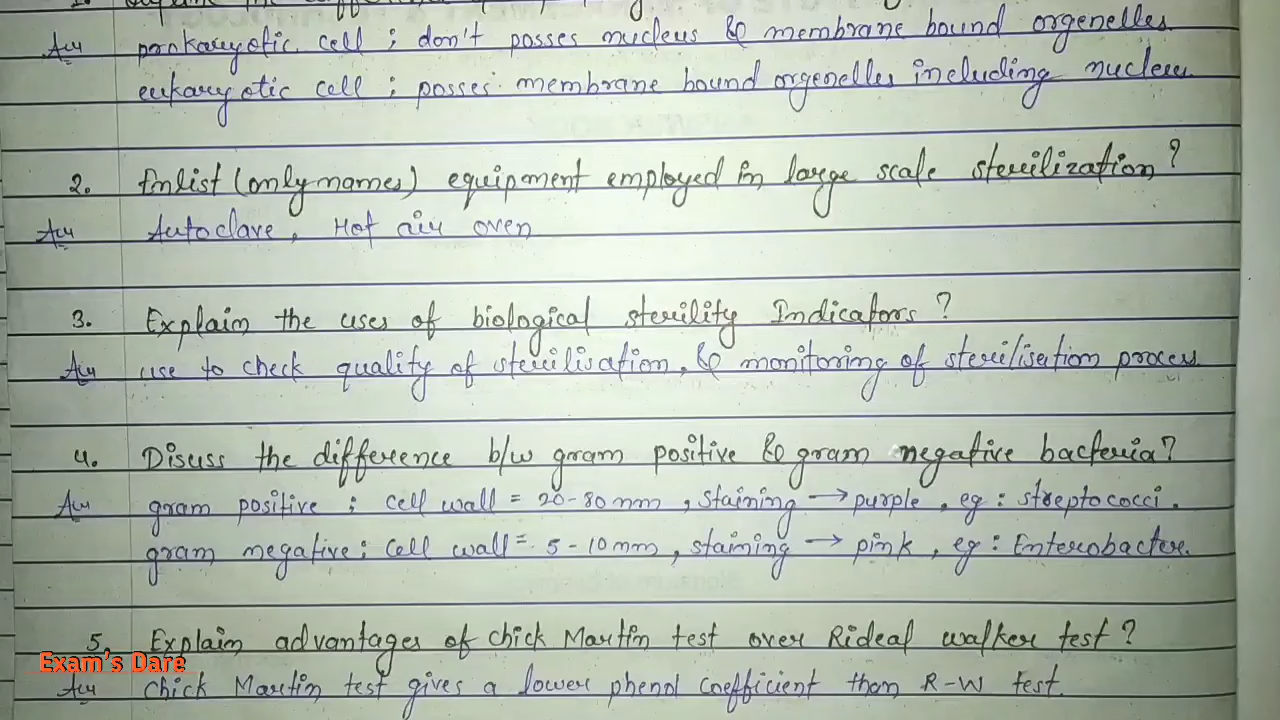 Ans prokaryotic cell ; don't posses nucleus & membrane bound orgenelles
eukaryotic cell ; posses membrane bound orgenelles including nucleus
2. Enlist (only names) equipment employed in large scale sterilization ?
Ans Autoclave, Hot air oven
3. Explain the uses of biological sterility Indicators ?
Ans use to check quality of sterilisation, & monitoring of sterilisation process
4. Disuss the difference b/w gram positive & gram negative bacteria ?
Ans gram positive ; cell wall = 20-80 nm, staining → purple, eg : streptococci.
gram negative ; cell wall = 5-10 nm, staining → pink, eg : Enterobacter.
5. Explain advantages of chick Martin test over Rideal walker test ?
Exam's Dare
Ans chick Martin test gives a lower phenol coefficient than R-W test.